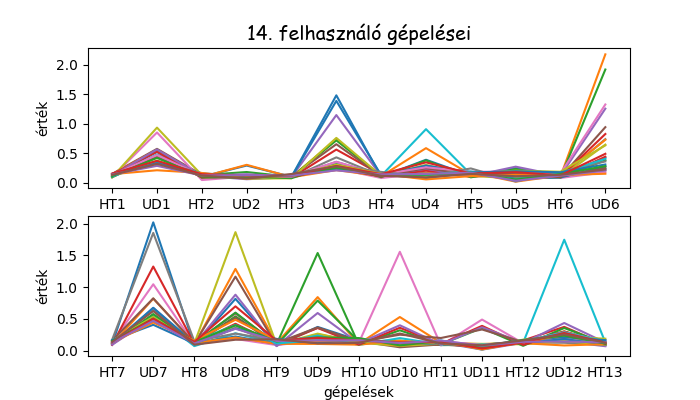 14. felhasználó gépelései
érték
2.0
1.5
1.0
0.5
0.0
HT1 UD1 HT2 UD2 HT3 UD3 HT4 UD4 HT5 UD5 HT6 UD6
érték
2.0
1.5
1.0
0.5
0.0
HT7 UD7 HT8 UD8 HT9 UD9 HT10 UD10 HT11 UD11 HT12 UD12 HT13
gépelések